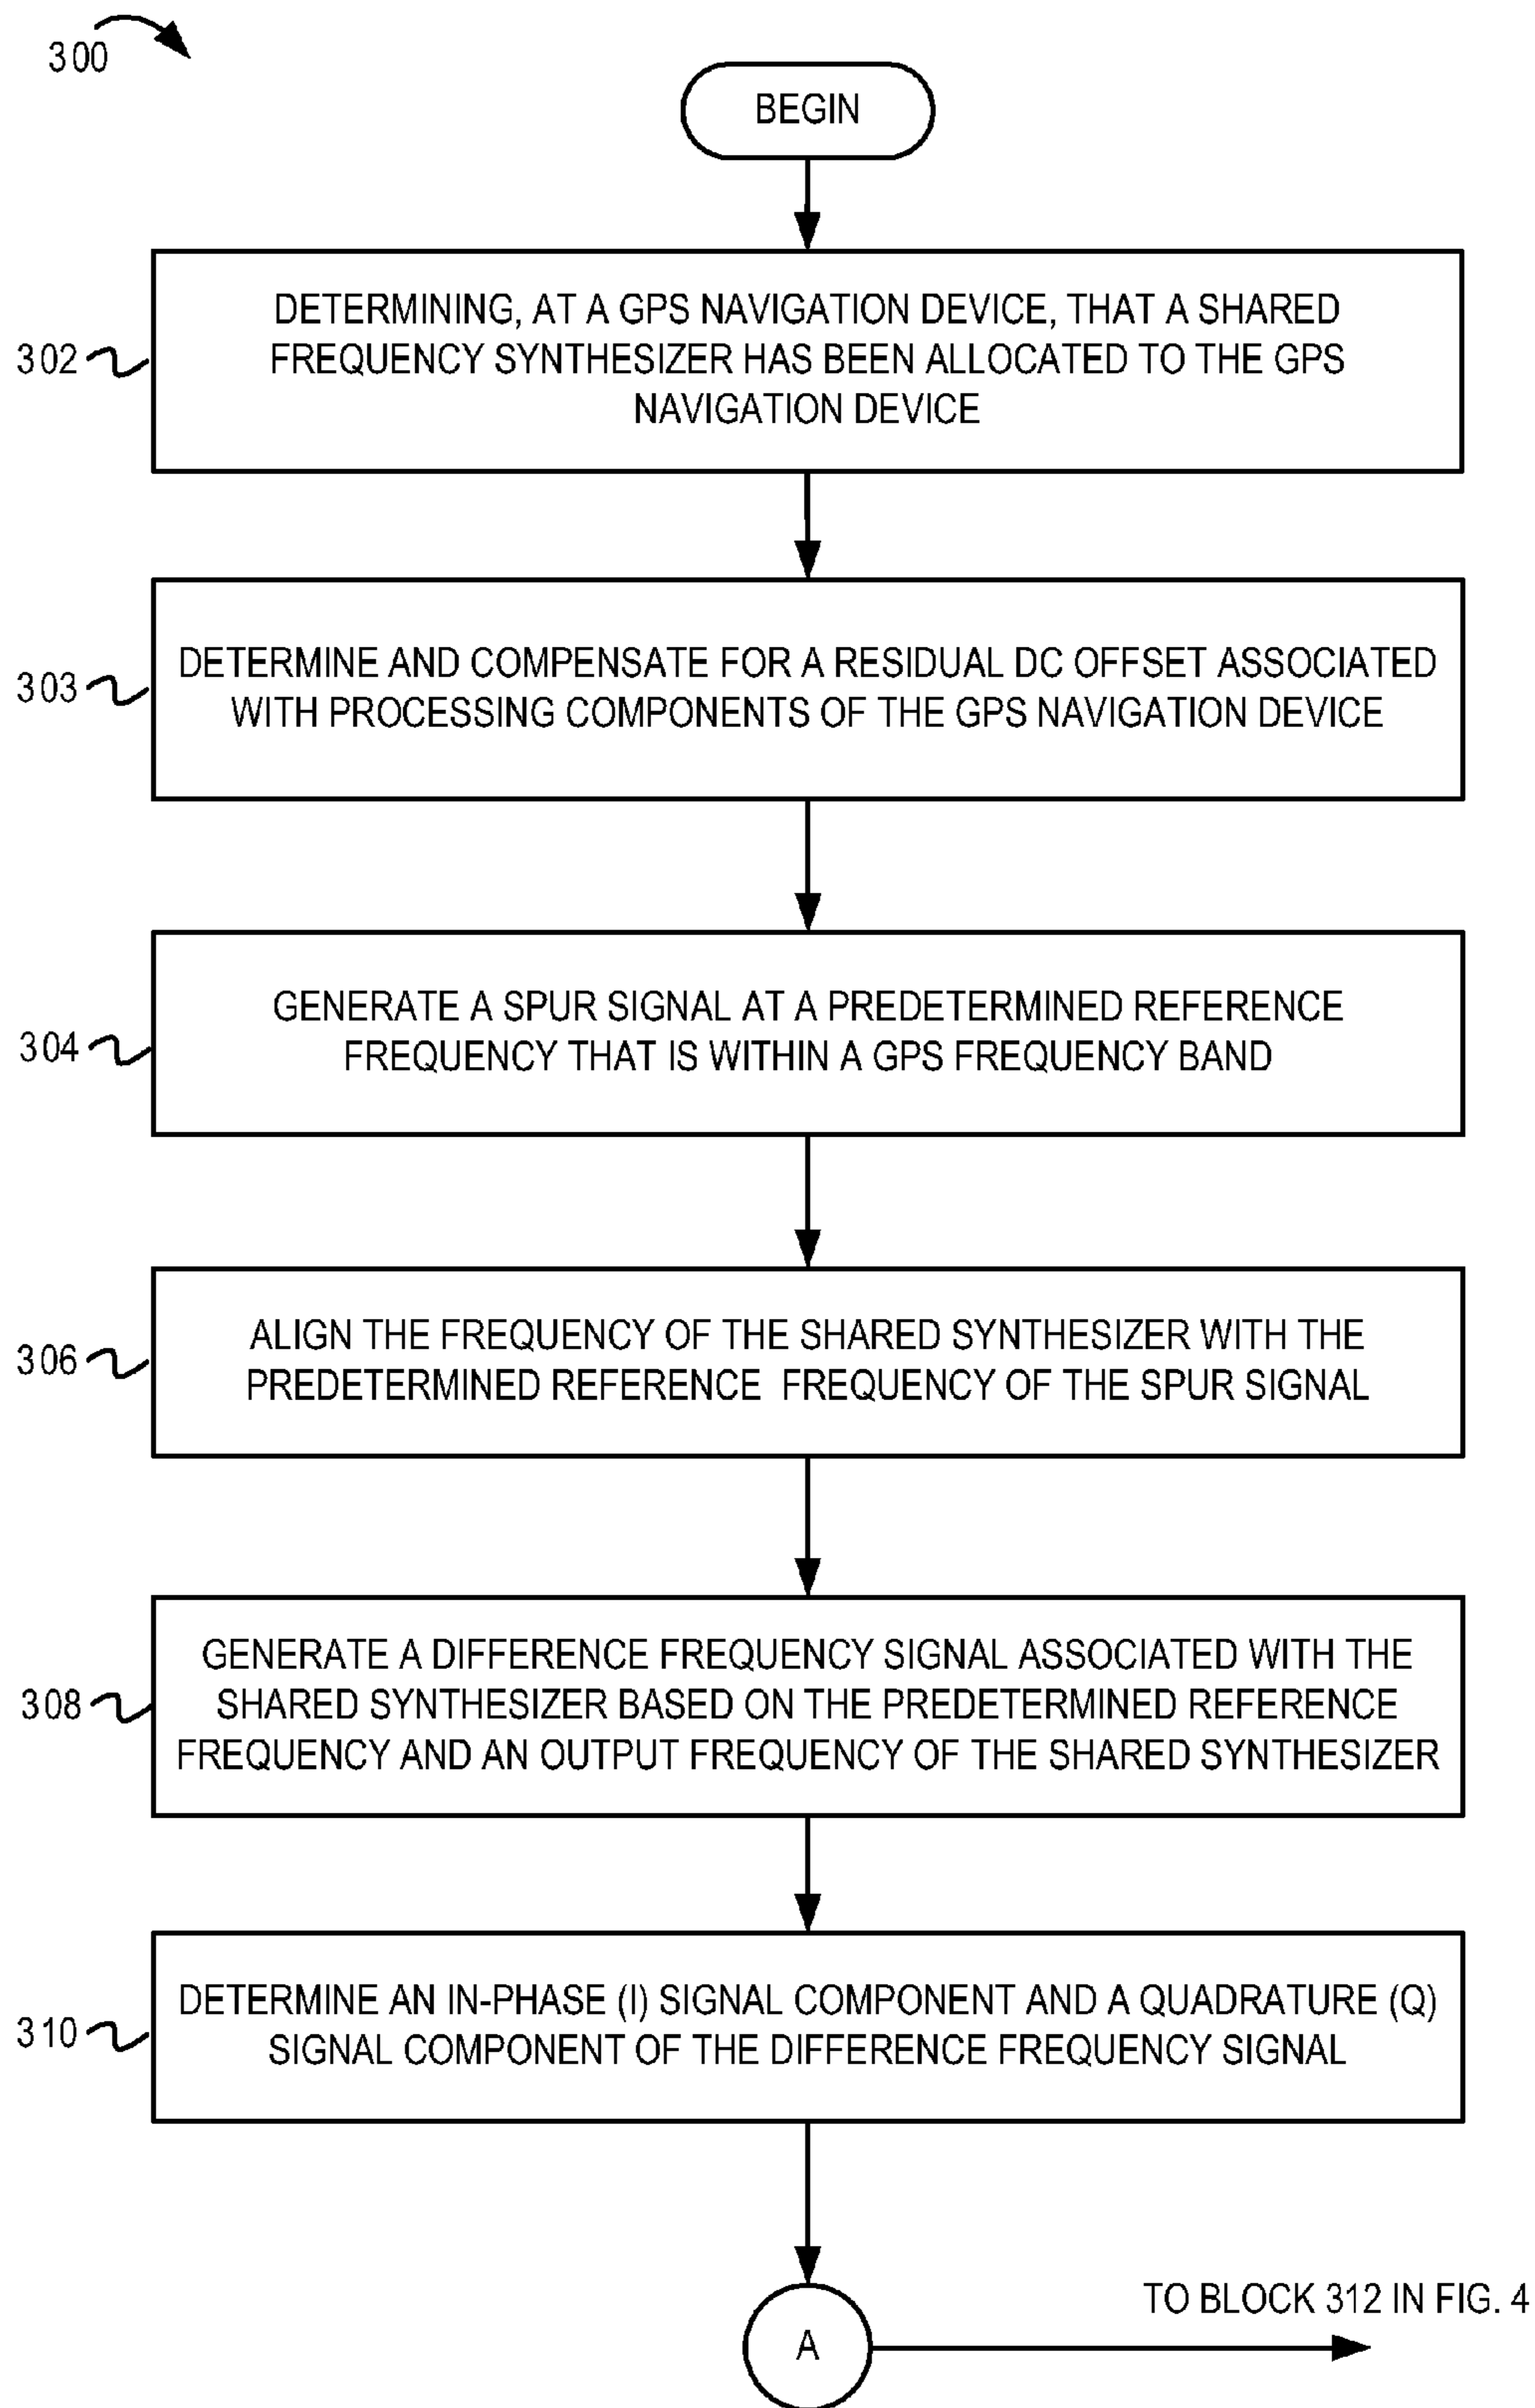 300
BEGIN
302
DETERMINING, AT A GPS NAVIGATION DEVICE, THAT A SHARED
FREQUENCY SYNTHESIZER HAS BEEN ALLOCATED TO THE GPS
NAVIGATION DEVICE
303
DETERMINE AND COMPENSATE FOR A RESIDUAL DC OFFSET ASSOCIATED
WITH PROCESSING COMPONENTS OF THE GPS NAVIGATION DEVICE
304
GENERATE A SPUR SIGNAL AT A PREDETERMINED REFERENCE
FREQUENCY THAT IS WITHIN A GPS FREQUENCY BAND
306
ALIGN THE FREQUENCY OF THE SHARED SYNTHESIZER WITH THE
PREDETERMINED REFERENCE FREQUENCY OF THE SPUR SIGNAL
308
GENERATE A DIFFERENCE FREQUENCY SIGNAL ASSOCIATED WITH THE
SHARED SYNTHESIZER BASED ON THE PREDETERMINED REFERENCE
FREQUENCY AND AN OUTPUT FREQUENCY OF THE SHARED SYNTHESIZER
310
DETERMINE AN IN-PHASE (I) SIGNAL COMPONENT AND A QUADRATURE (Q)
SIGNAL COMPONENT OF THE DIFFERENCE FREQUENCY SIGNAL
TO BLOCK 312 IN FIG. 4
A